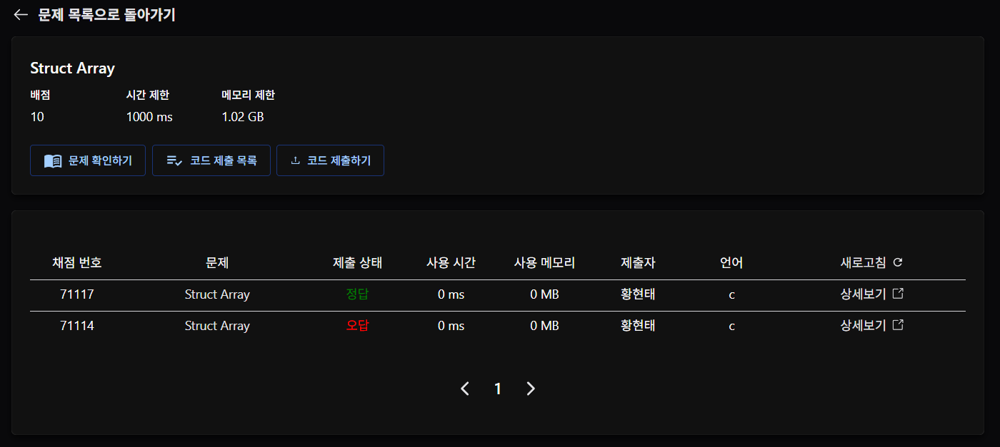 문제 목록으로 돌아가기
Struct Array
배점 시간 제한 메모리 제한
10 1000 ms 1.02 GB
문제 확인하기 코드 제출 목록 코드 제출하기
채점 번호 문제 제출 상태 사용 시간 사용 메모리 제출자 언어 새로고침
71117 Struct Array 정답 0 ms 0 MB 황현태 c 상세보기
71114 Struct Array 오답 0 ms 0 MB 황현태 c 상세보기
1